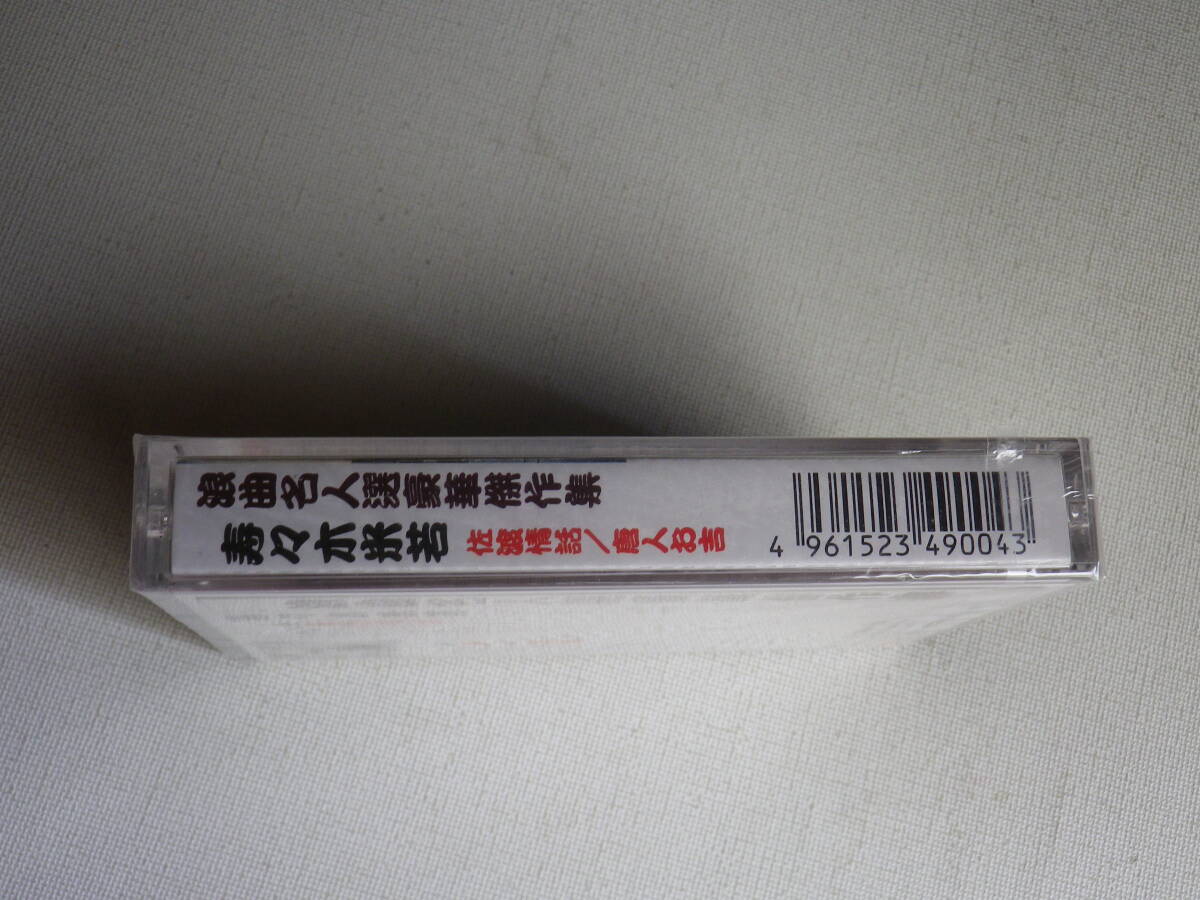 浪曲名人選豪華傑作集
寿々木米若
佐渡情話/唐人お吉
4 961523 490043